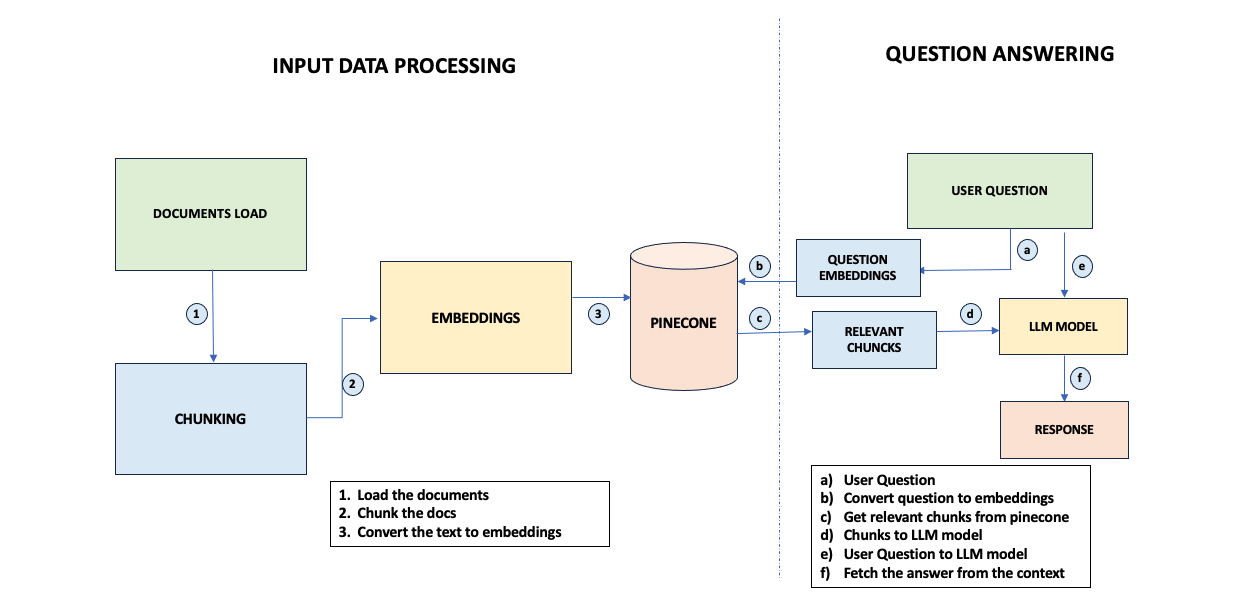 INPUT DATA PROCESSING
QUESTION ANSWERING
DOCUMENTS LOAD
1
CHUNKING
2
EMBEDDINGS
3
PINECONE
USER QUESTION
a
e
QUESTION
EMBEDDINGS
b
c
RELEVANT
CHUNCKS
d
LLM MODEL
f
RESPONSE
1. Load the documents
2. Chunk the docs
3. Convert the text to embeddings
a) User Question
b) Convert question to embeddings
c) Get relevant chunks from pinecone
d) Chunks to LLM model
e) User Question to LLM model
f) Fetch the answer from the context